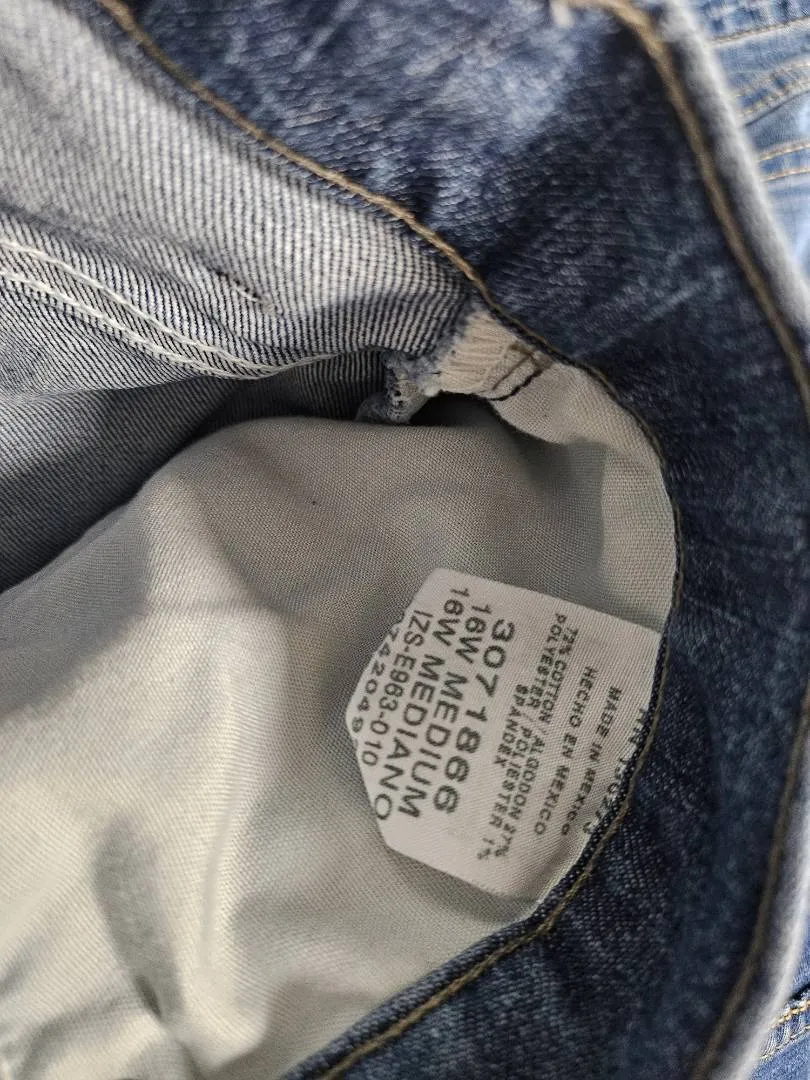 MADE IN MEXICO
HECHO EN MEXICO
72% COTTON / ALGODON 27%
POLYESTER / POLIESTER 1%
SPANDEX
3071866
16W MEDIUM
16W MEDIANO
IZS-E963-010
742049